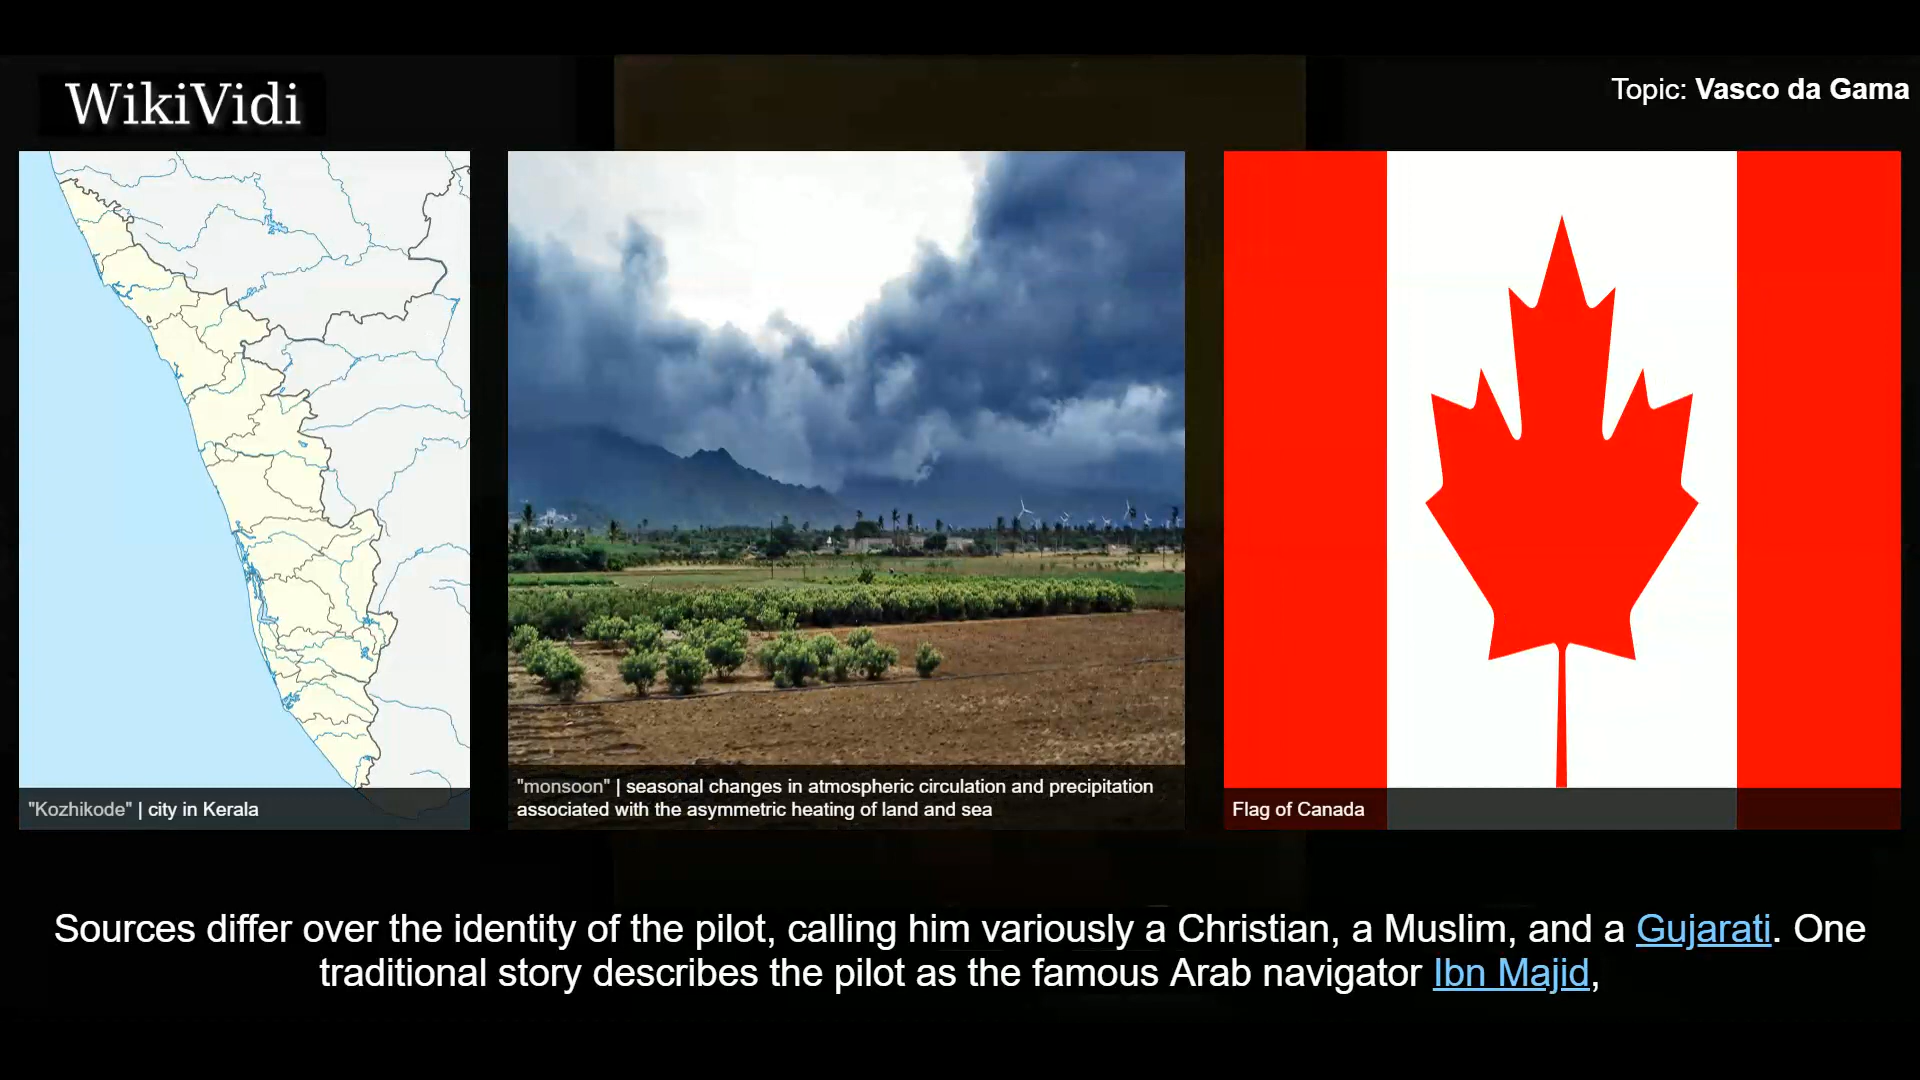 WikiVidi
Topic: Vasco da Gama
"Kozhikode" | city in Kerala
"monsoon" | seasonal changes in atmospheric circulation and precipitation
associated with the asymmetric heating of land and sea
Flag of Canada
Sources differ over the identity of the pilot, calling him variously a Christian, a Muslim, and a Gujarati. One
traditional story describes the pilot as the famous Arab navigator Ibn Majid,